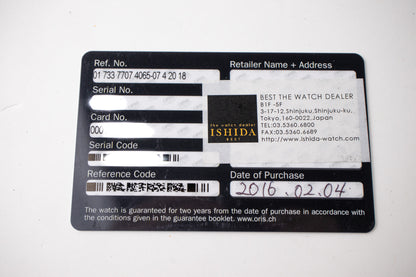 Ref. No.
01 733 7707 4065-07 4 20 18
Serial No.
Card No.
000
Serial Code
Reference Code
Retailer Name + Address
the watch dealer
ISHIDA
BEST
BEST THE WATCH DEALER
B1F -5F
3-17-12,Shinjuku,Shinjuku-ku,
Tokyo,160-0022,Japan
TEL:03.5360.6800
FAX:03.5360.6689
http://www.ishida-watch.com
Date of Purchase
2016.02.04
The watch is guaranteed for two years from the date of purchase in accordance with
the conditions given in the guarantee booklet. www.oris.ch